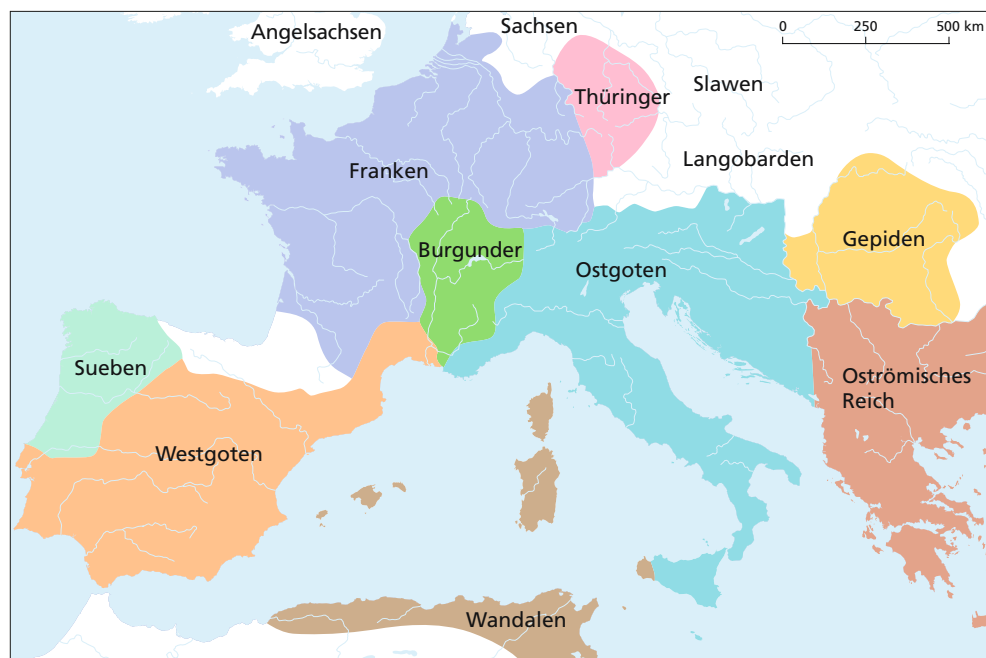 Angelsachsen
Sachsen
0 250 500 km
Thüringer
Slawen
Langobarden
Franken
Burgunder
Gepiden
Ostgoten
Sueben
Oströmisches
Reich
Westgoten
Wandalen